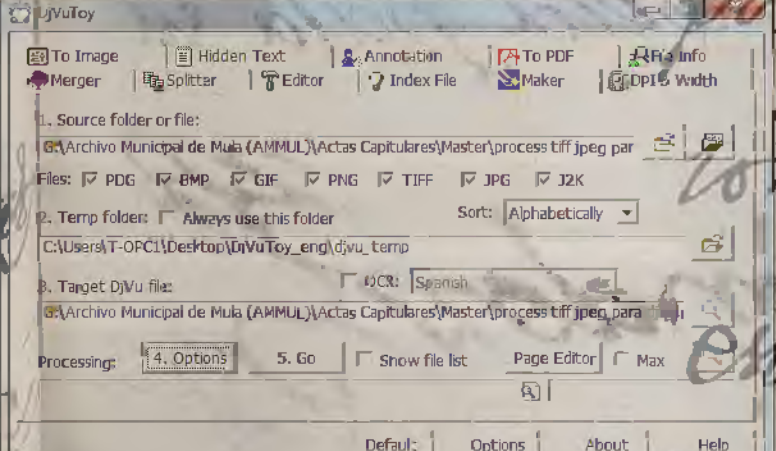 DjVuToy
To Image Hidden Text Annotation To PDF File Info
Merger Splitter Editor Index File Maker DPI & Width
1. Source folder or file:
G:\Archivo Municipal de Mula (AMMUL)\Actas Capitulares\Master\process tiff jpeg par
Files: PDG BMP GIF PNG TIFF JPG J2K
2. Temp folder: Always use this folder Sort: Alphabetically
C:\Users\T-OPC1\Desktop\DjVuToy_eng\djvu_temp
3. Target DjVu file: OCR: Spanish
G:\Archivo Municipal de Mula (AMMUL)\Actas Capitulares\Master\process tiff jpeg para
Processing: 4. Options 5. Go Show file list Page Editor Max
Default Options About Help